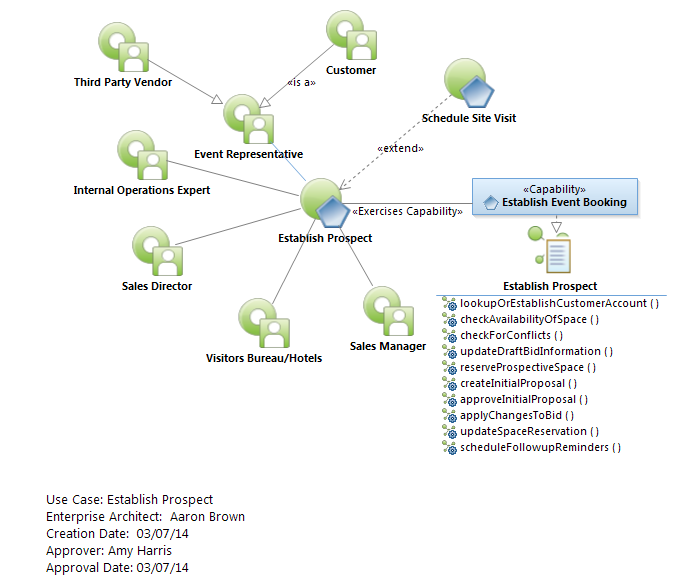 Customer
Third Party Vendor
«is a»
Schedule Site Visit
Event Representative
«extend»
Internal Operations Expert
«Capability»
Establish Event Booking
«Exercises Capability»
Establish Prospect
Sales Director
Establish Prospect
lookupOrEstablishCustomerAccount ( )
checkAvailabilityOfSpace ( )
checkForConflicts ( )
Sales Manager
Visitors Bureau/Hotels
updateDraftBidInformation ( )
reserveProspectiveSpace ( )
createInitialProposal ( )
approveInitialProposal ( )
applyChangesToBid ( )
updateSpaceReservation ( )
scheduleFollowupReminders ( )
Use Case: Establish Prospect
Enterprise Architect:  Aaron Brown
Creation Date:  03/07/14
Approver: Amy Harris
Approval Date: 03/07/14